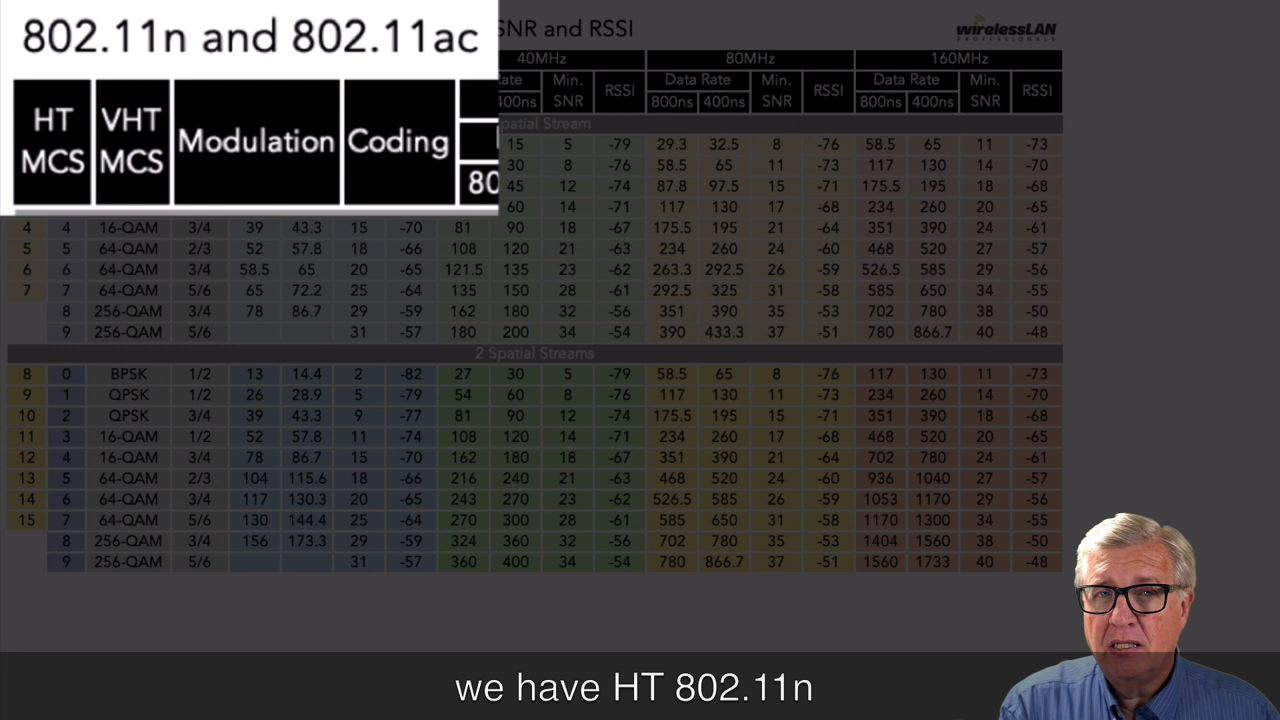 802.11n and 802.11ac SNR and RSSI
wirelessLAN
PROFESSIONALS
40MHz 80MHz 160MHz
HT MCS VHT MCS Modulation Coding Rate Min. SNR RSSI Data Rate Min. SNR RSSI Data Rate Min. SNR RSSI
80 400ns 800ns 400ns 800ns 400ns
Spatial Stream
15 5 -79 29.3 32.5 8 -76 58.5 65 11 -73
30 8 -76 58.5 65 11 -73 117 130 14 -70
45 12 -74 87.8 97.5 15 -71 175.5 195 18 -68
60 14 -71 117 130 17 -68 234 260 20 -65
4 4 16-QAM 3/4 39 43.3 15 -70 81 90 18 -67 175.5 195 21 -64 351 390 24 -61
5 5 64-QAM 2/3 52 57.8 18 -66 108 120 21 -63 234 260 24 -60 468 520 27 -57
6 6 64-QAM 3/4 58.5 65 20 -65 121.5 135 23 -62 263.3 292.5 26 -59 526.5 585 29 -56
7 7 64-QAM 5/6 65 72.2 25 -64 135 150 28 -61 292.5 325 31 -58 585 650 34 -55
8 256-QAM 3/4 78 86.7 29 -59 162 180 32 -56 351 390 35 -53 702 780 38 -50
9 256-QAM 5/6 31 -57 180 200 34 -54 390 433.3 37 -51 780 866.7 40 -48
2 Spatial Streams
8 0 BPSK 1/2 13 14.4 2 -82 27 30 5 -79 58.5 65 8 -76 117 130 11 -73
9 1 QPSK 1/2 26 28.9 5 -79 54 60 8 -76 117 130 11 -73 234 260 14 -70
10 2 QPSK 3/4 39 43.3 9 -77 81 90 12 -74 175.5 195 15 -71 351 390 18 -68
11 3 16-QAM 1/2 52 57.8 11 -74 108 120 14 -71 234 260 17 -68 468 520 20 -65
12 4 16-QAM 3/4 78 86.7 15 -70 162 180 18 -67 351 390 21 -64 702 780 24 -61
13 5 64-QAM 2/3 104 115.6 18 -66 216 240 21 -63 468 520 24 -60 936 1040 27 -57
14 6 64-QAM 3/4 117 130.3 20 -65 243 270 23 -62 526.5 585 26 -59 1053 1170 29 -56
15 7 64-QAM 5/6 130 144.4 25 -64 270 300 28 -61 585 650 31 -58 1170 1300 34 -55
8 256-QAM 3/4 156 173.3 29 -59 324 360 32 -56 702 780 35 -53 1404 1560 38 -50
9 256-QAM 5/6 31 -57 360 400 34 -54 780 866.7 37 -51 1560 1733 40 -48
we have HT 802.11n